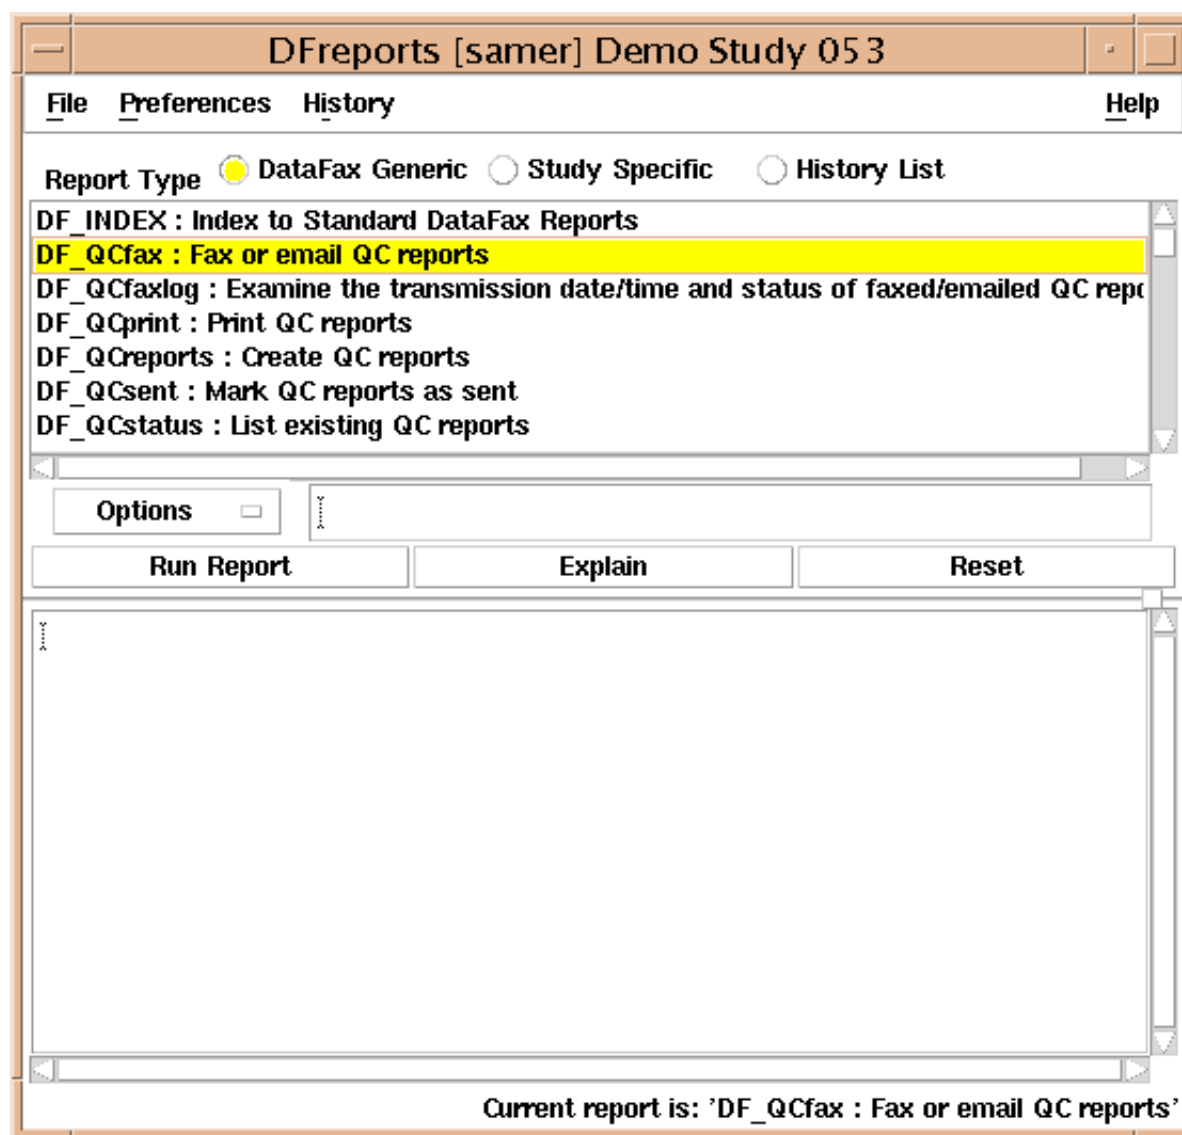 DFreports [samer] Demo Study 053
File Preferences History Help
Report Type DataFax Generic Study Specific History List
DF_INDEX : Index to Standard DataFax Reports
DF_QCfax : Fax or email QC reports
DF_QCfaxlog : Examine the transmission date/time and status of faxed/emailed QC repo
DF_QCprint : Print QC reports
DF_QCreports : Create QC reports
DF_QCsent : Mark QC reports as sent
DF_QCstatus : List existing QC reports
Options
Run Report Explain Reset
Current report is: 'DF_QCfax : Fax or email QC reports'